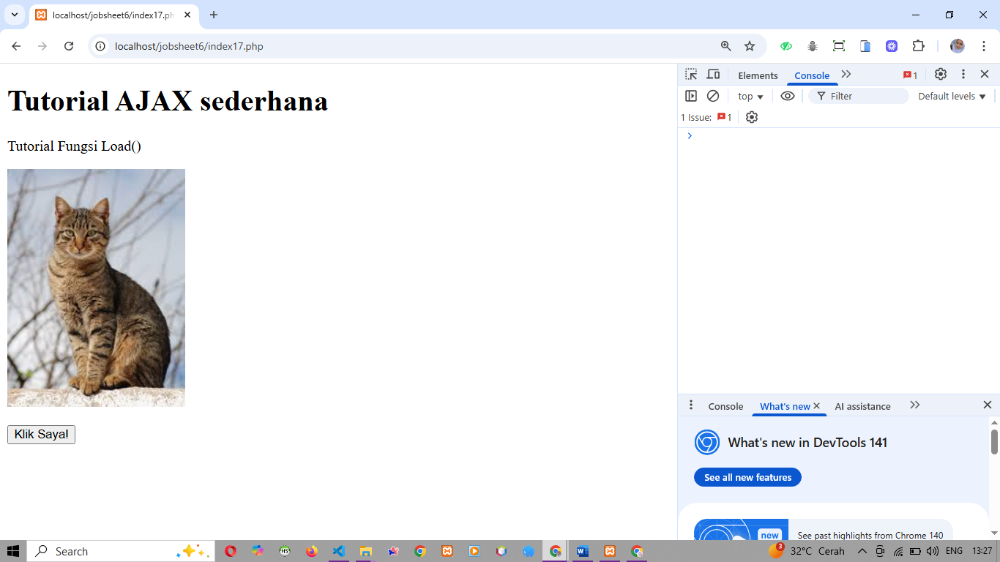 localhost/jobsheet6/index17.ph
localhost/jobsheet6/index17.php
Tutorial AJAX sederhana
Tutorial Fungsi Load()
Klik Saya!
Elements Console 1
top Filter Default levels
1 Issue: 1
Console What's new AI assistance
What's new in DevTools 141
See all new features
new
See past highlights from Chrome 140
Search
HS
W
3
32°C Cerah ENG 13:27